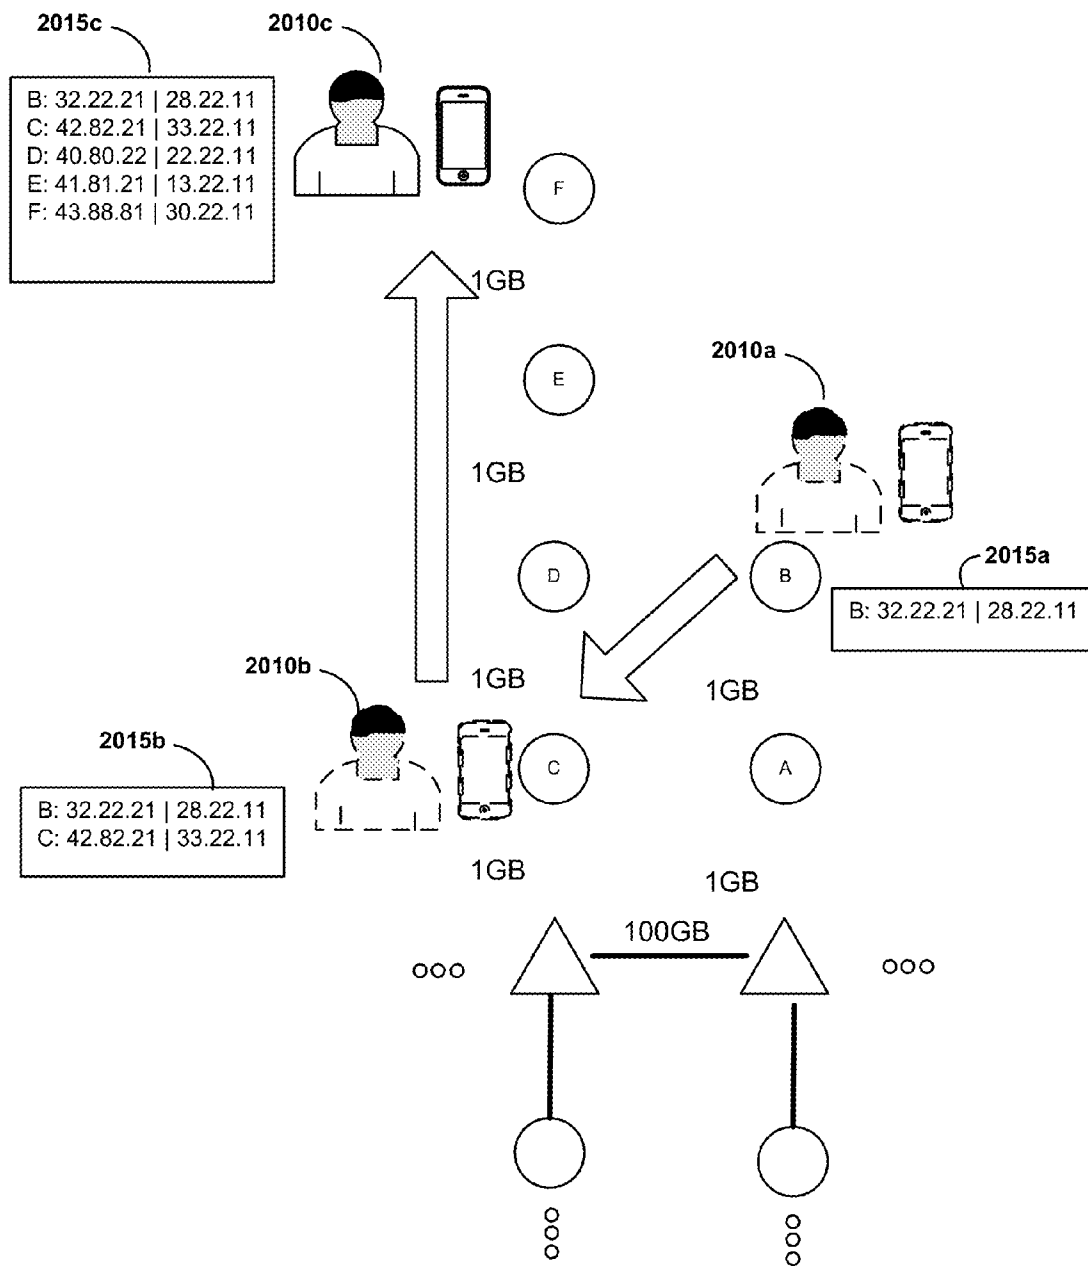 2015c
2010c
B: 32.22.21 | 28.22.11
C: 42.82.21 | 33.22.11
D: 40.80.22 | 22.22.11
E: 41.81.21 | 13.22.11
F: 43.88.81 | 30.22.11
F
1GB
2010a
E
1GB
D
B
2015a
B: 32.22.21 | 28.22.11
2010b
1GB
1GB
2015b
C
A
B: 32.22.21 | 28.22.11
C: 42.82.21 | 33.22.11
1GB
1GB
100GB